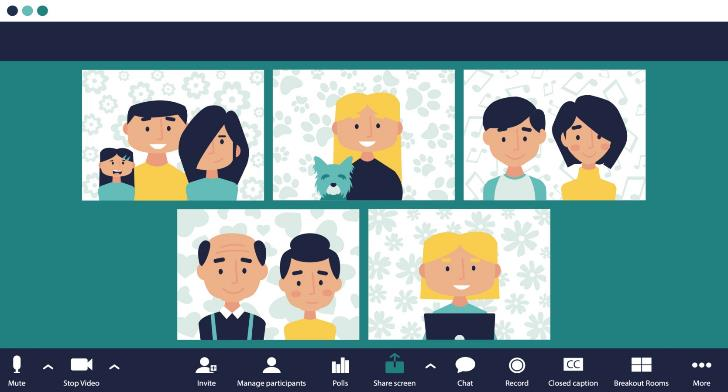 Mute
Stop Video
Invite
Manage participants
Polls
Share screen
Chat
Record
CC
Closed caption
Breakout Rooms
More